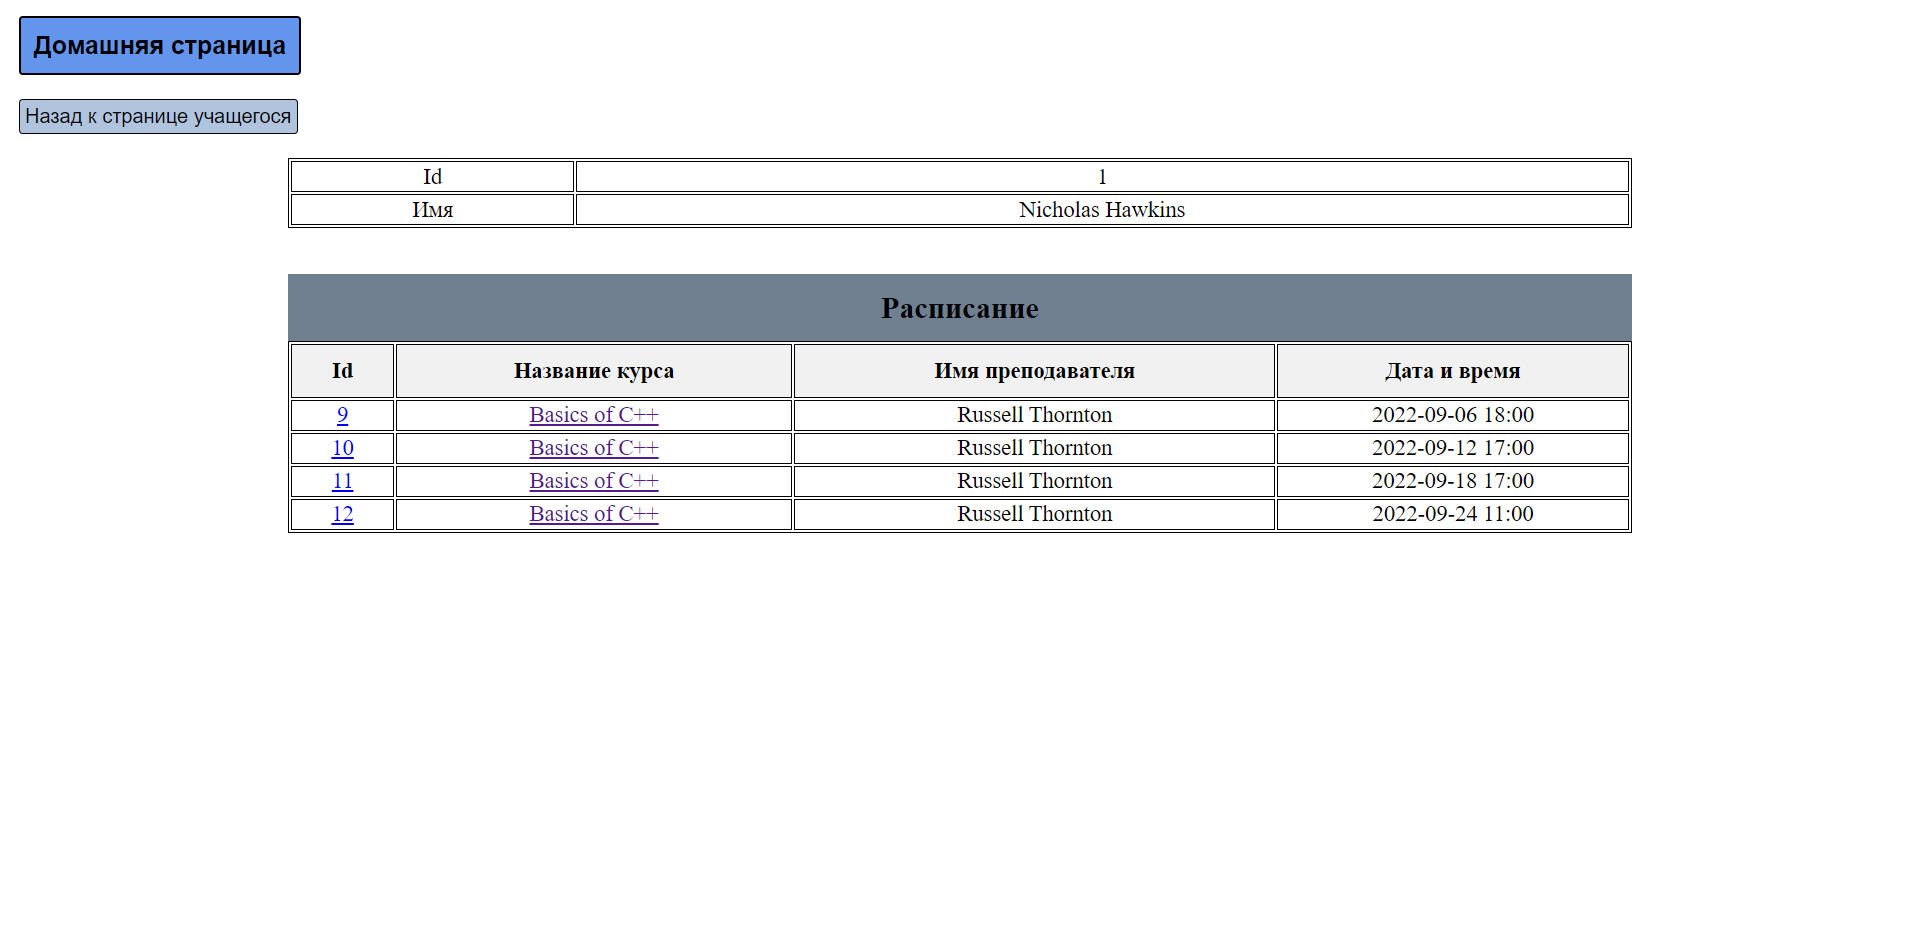 Домашняя страница
Назад к странице учащегося
Id 1
Имя Nicholas Hawkins
Расписание
Id Название курса Имя преподавателя Дата и время
9 Basics of C++ Russell Thornton 2022-09-06 18:00
10 Basics of C++ Russell Thornton 2022-09-12 17:00
11 Basics of C++ Russell Thornton 2022-09-18 17:00
12 Basics of C++ Russell Thornton 2022-09-24 11:00